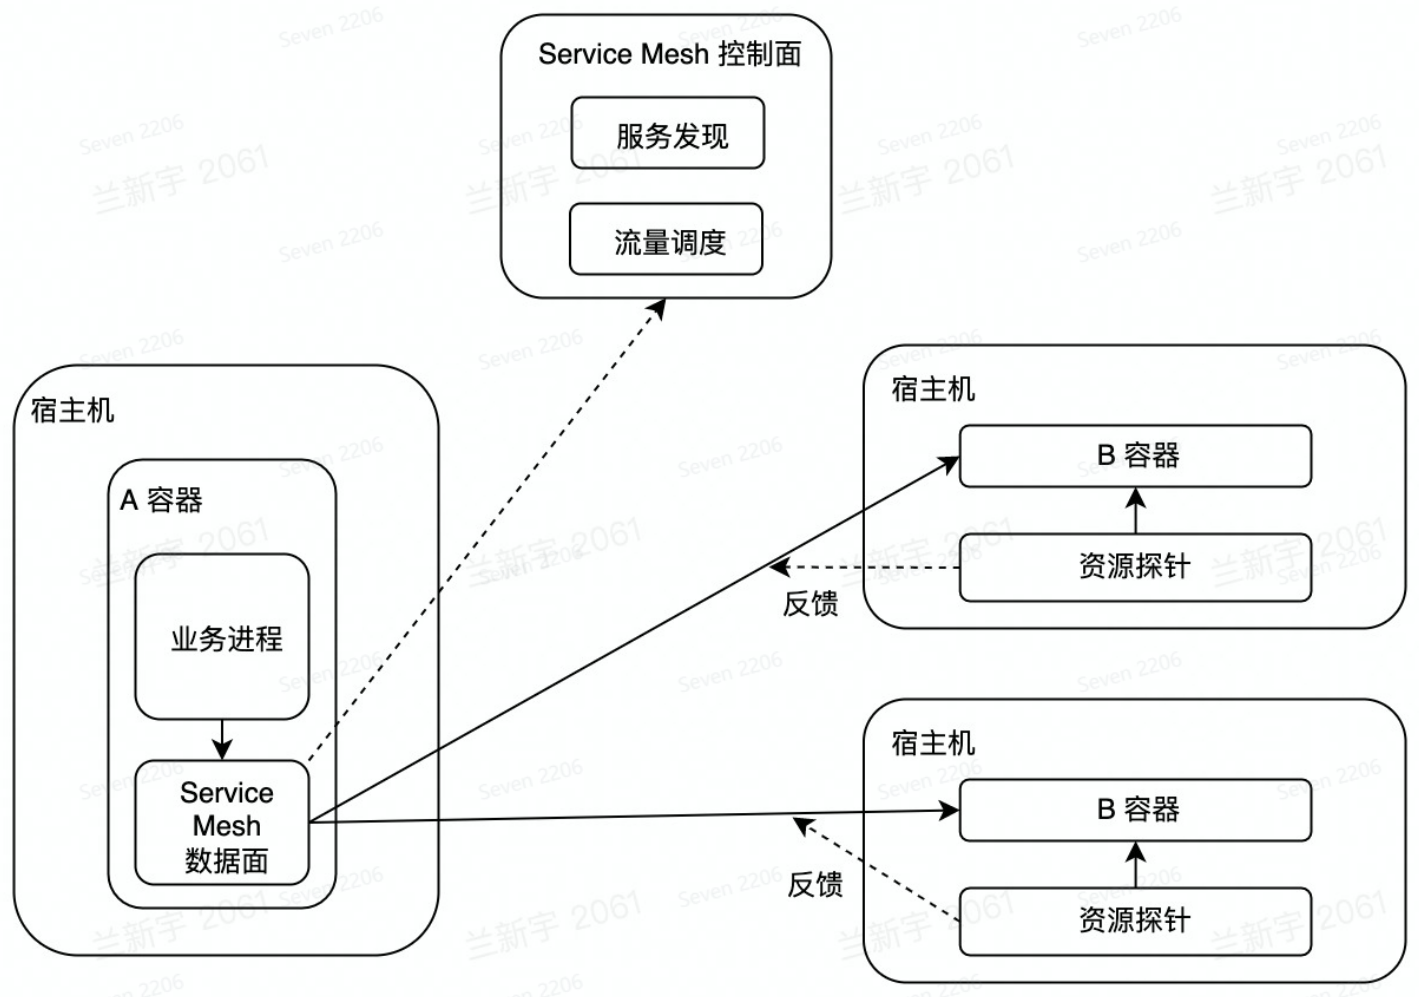 Service Mesh 控制面
服务发现
流量调度
宿主机
A 容器
业务进程
Service
Mesh
数据面
宿主机
B 容器
资源探针
反馈
宿主机
B 容器
资源探针
反馈
Seven 2206
兰新宇 2061